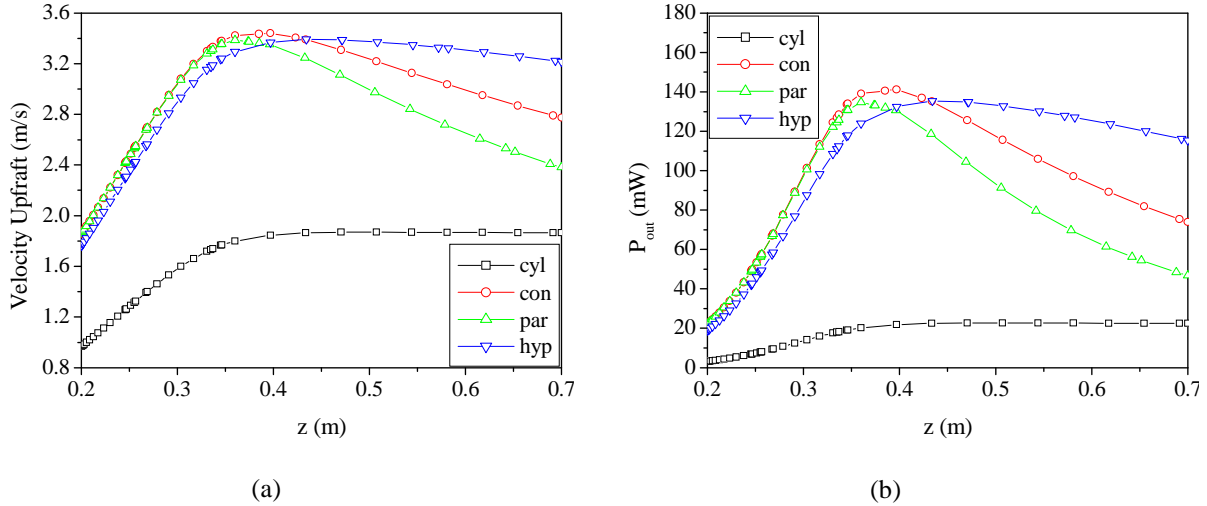 3.6
3.2
2.8
2.4
2.0
1.6
1.2
0.8
Velocity Upfraft (m/s)
cyl
con
par
hyp
0.2 0.3 0.4 0.5 0.6 0.7
z (m)
(a)
180
160
140
120
100
80
60
40
20
0
P_out (mW)
cyl
con
par
hyp
0.2 0.3 0.4 0.5 0.6 0.7
z (m)
(b)